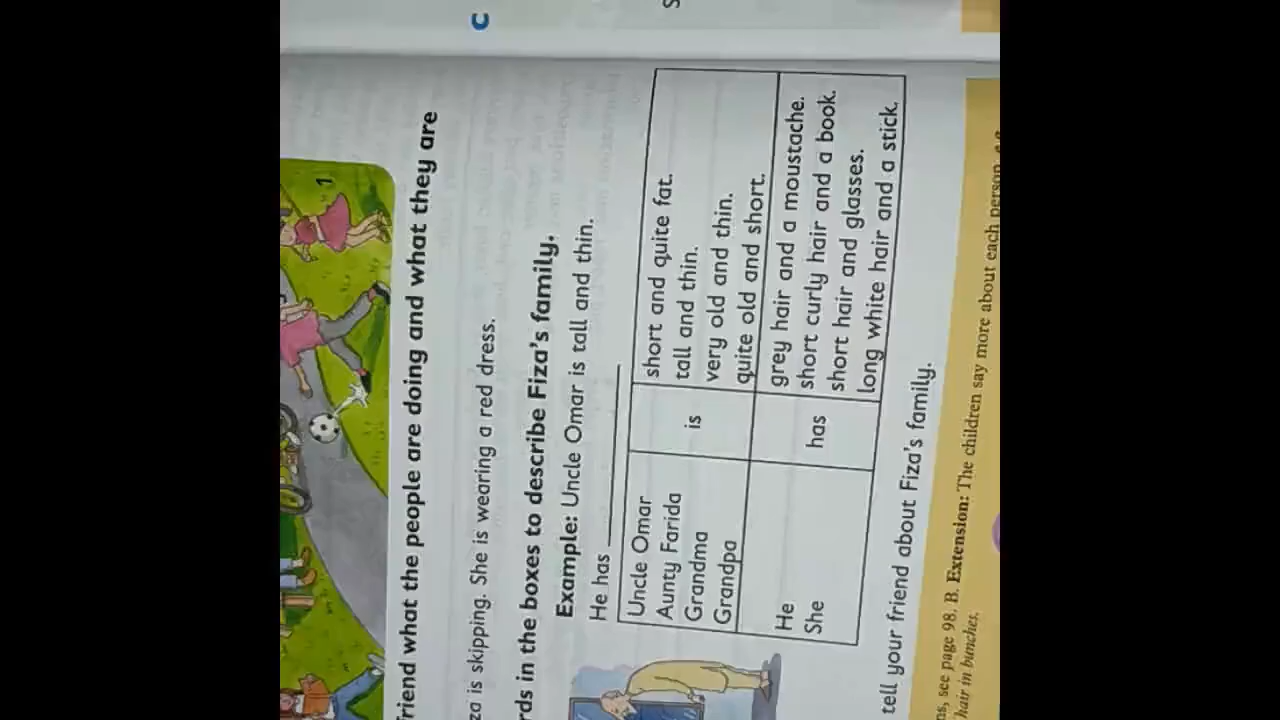 1
friend what the people are doing and what they are
is skipping. She is wearing a red dress.
in the boxes to describe Fiza's family.
Example: Uncle Omar is tall and thin.
He has
Uncle Omar
Aunty Farida
Grandma
Grandpa
is
short and quite fat.
tall and thin.
very old and thin.
quite old and short.
He
She
has
grey hair and a moustache.
short curly hair and a book.
short hair and glasses.
long white hair and a stick.
tell your friend about Fiza's family.
see page 98. B. Extension: The children say more about each person, e.g.
hair in bunches.
C